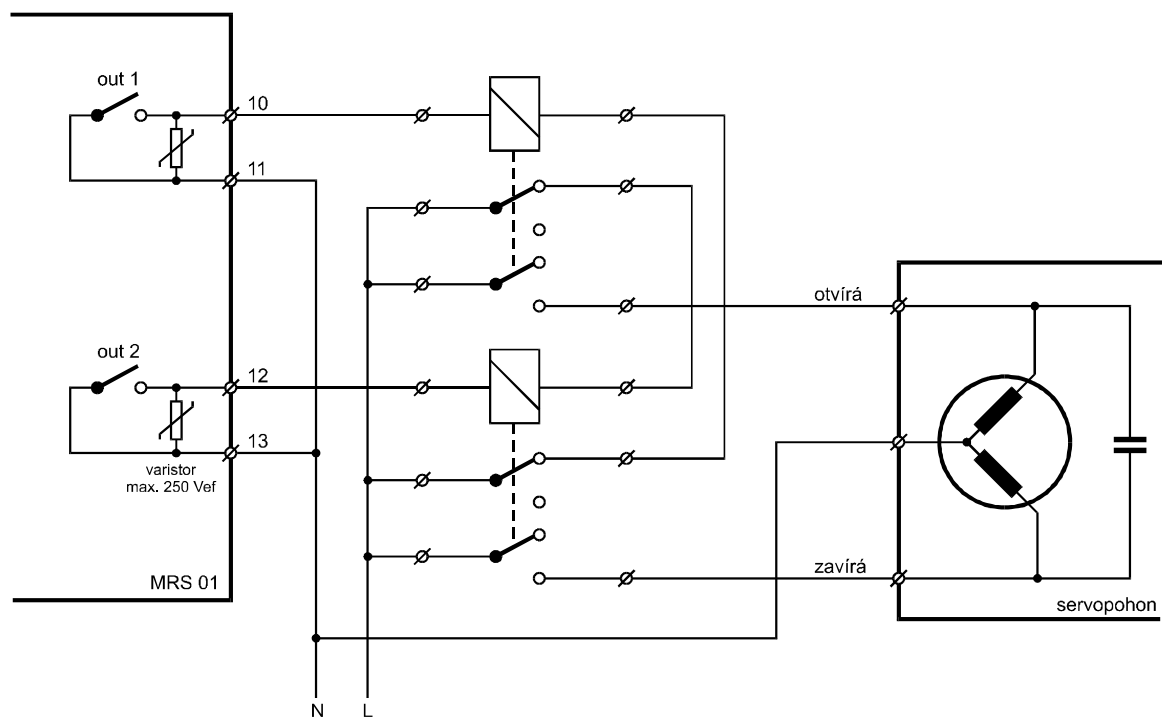 out 1
10
11
otvírá
out 2
12
13
varistor
max. 250 Vef
MRS 01
zavírá
servopohon
N
L